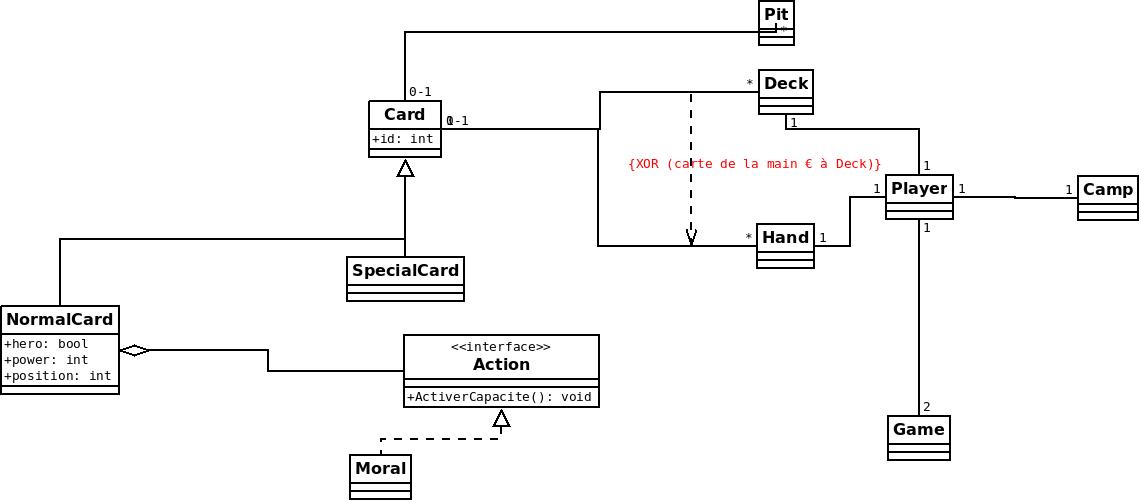 Pit
*
Deck
*
0-1
Card
+id: int
0-1
1
{XOR (carte de la main € à Deck)}
1
Player
1
1
1
Camp
1
Hand
*
1
SpecialCard
NormalCard
+hero: bool
+power: int
+position: int
<<interface>>
Action
+ActiverCapacite(): void
2
Game
Moral